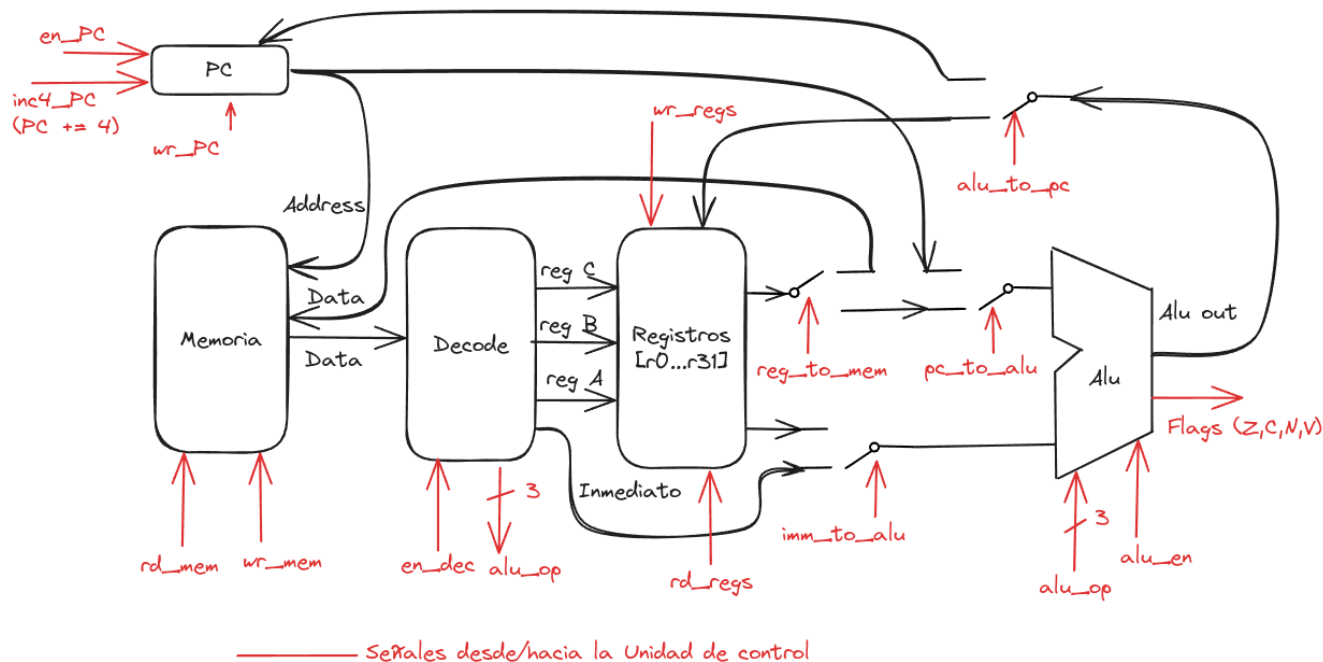 en_PC
PC
inc4_PC
(PC += 4)
wr_PC
wr_regs
alu_to_pc
Address
Data
Memoria
Data
Decode
reg C
reg B
reg A
Registros
[r0...r31]
reg_to_mem
pc_to_alu
Alu out
Alu
Flags (Z,C,N,V)
Inmediato
3
imm_to_alu
rd_mem
wr_mem
en_dec
alu_op
rd_regs
3
alu_op
alu_en
Señales desde/hacia la Unidad de control